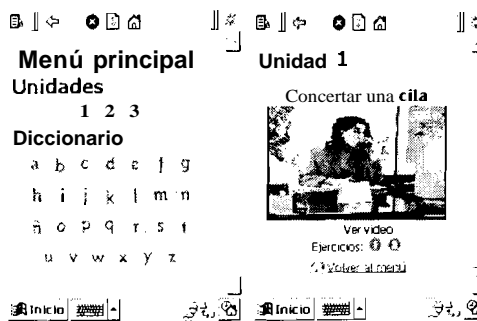 Menú principal
Unidades
1 2 3
Diccionario
a b c d e f g
h i j k l m n
ñ o p q r s t
u v w x y z
Inicio
Unidad 1
Concertar una cila
Ver video
Ejercicios:
Volver al menú
Inicio